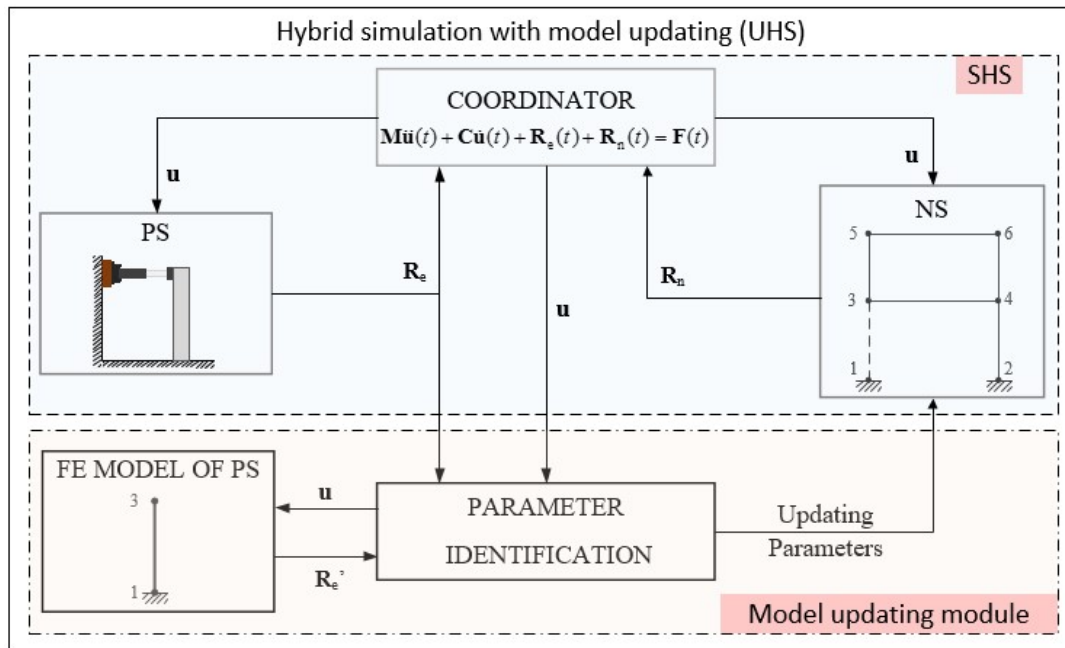 Hybrid simulation with model updating (UHS)
SHS
COORDINATOR
Mü(t) + Cu̇(t) + Rₑ(t) + Rₙ(t) = F(t)
u
u
PS
NS
5
6
Rₑ
Rₙ
3
4
u
1
2
FE MODEL OF PS
3
u
PARAMETER
IDENTIFICATION
Updating
Parameters
1
Rₑ’
Model updating module